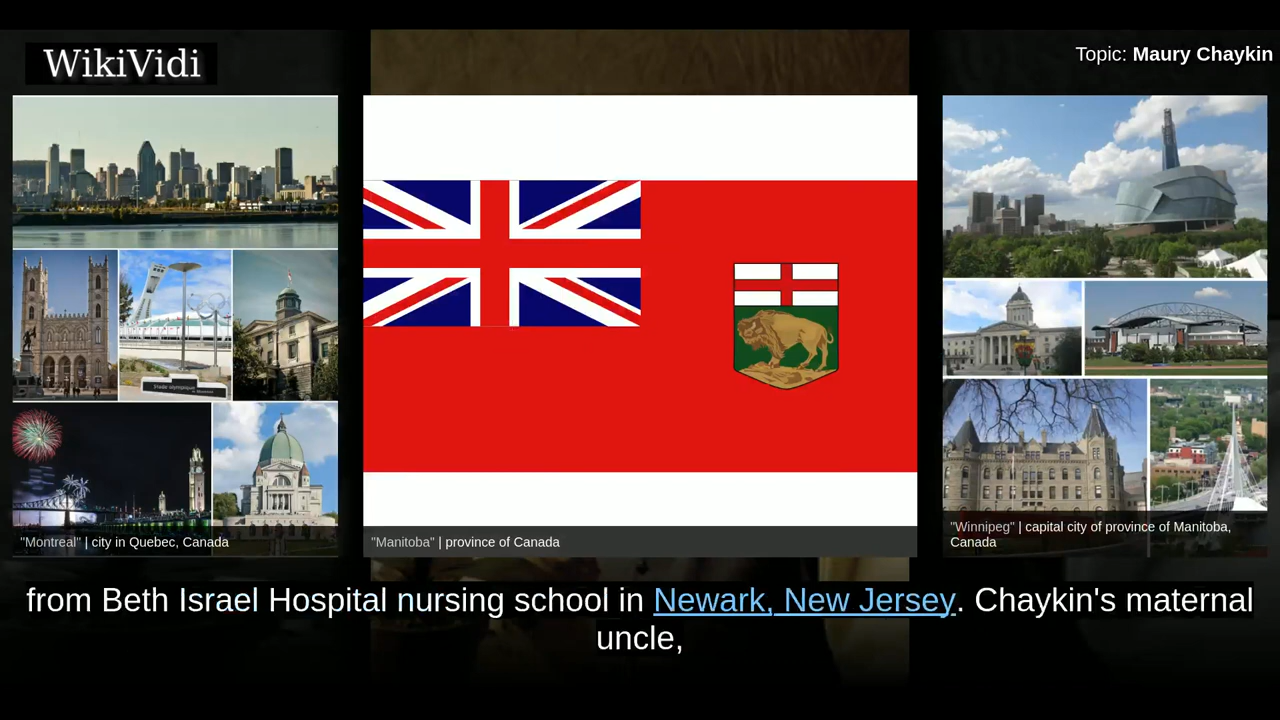 WikiVidi
Topic: Maury Chaykin
"Montreal" | city in Quebec, Canada
"Manitoba" | province of Canada
"Winnipeg" | capital city of province of Manitoba,
Canada
from Beth Israel Hospital nursing school in Newark, New Jersey. Chaykin's maternal
uncle,